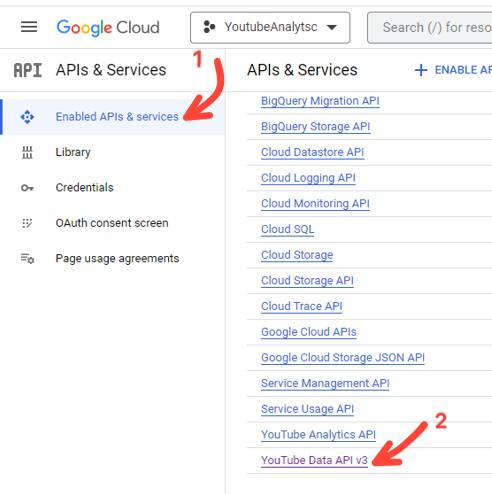 Google Cloud
YoutubeAnalytsc
Search (/) for reso
API APIs & Services
APIs & Services
+ ENABLE AP
1
Enabled APIs & services
Library
Credentials
OAuth consent screen
Page usage agreements
BigQuery Migration API
BigQuery Storage API
Cloud Datastore API
Cloud Logging API
Cloud Monitoring API
Cloud SQL
Cloud Storage
Cloud Storage API
Cloud Trace API
Google Cloud APIs
Google Cloud Storage JSON API
Service Management API
Service Usage API
YouTube Analytics API
YouTube Data API v3
2